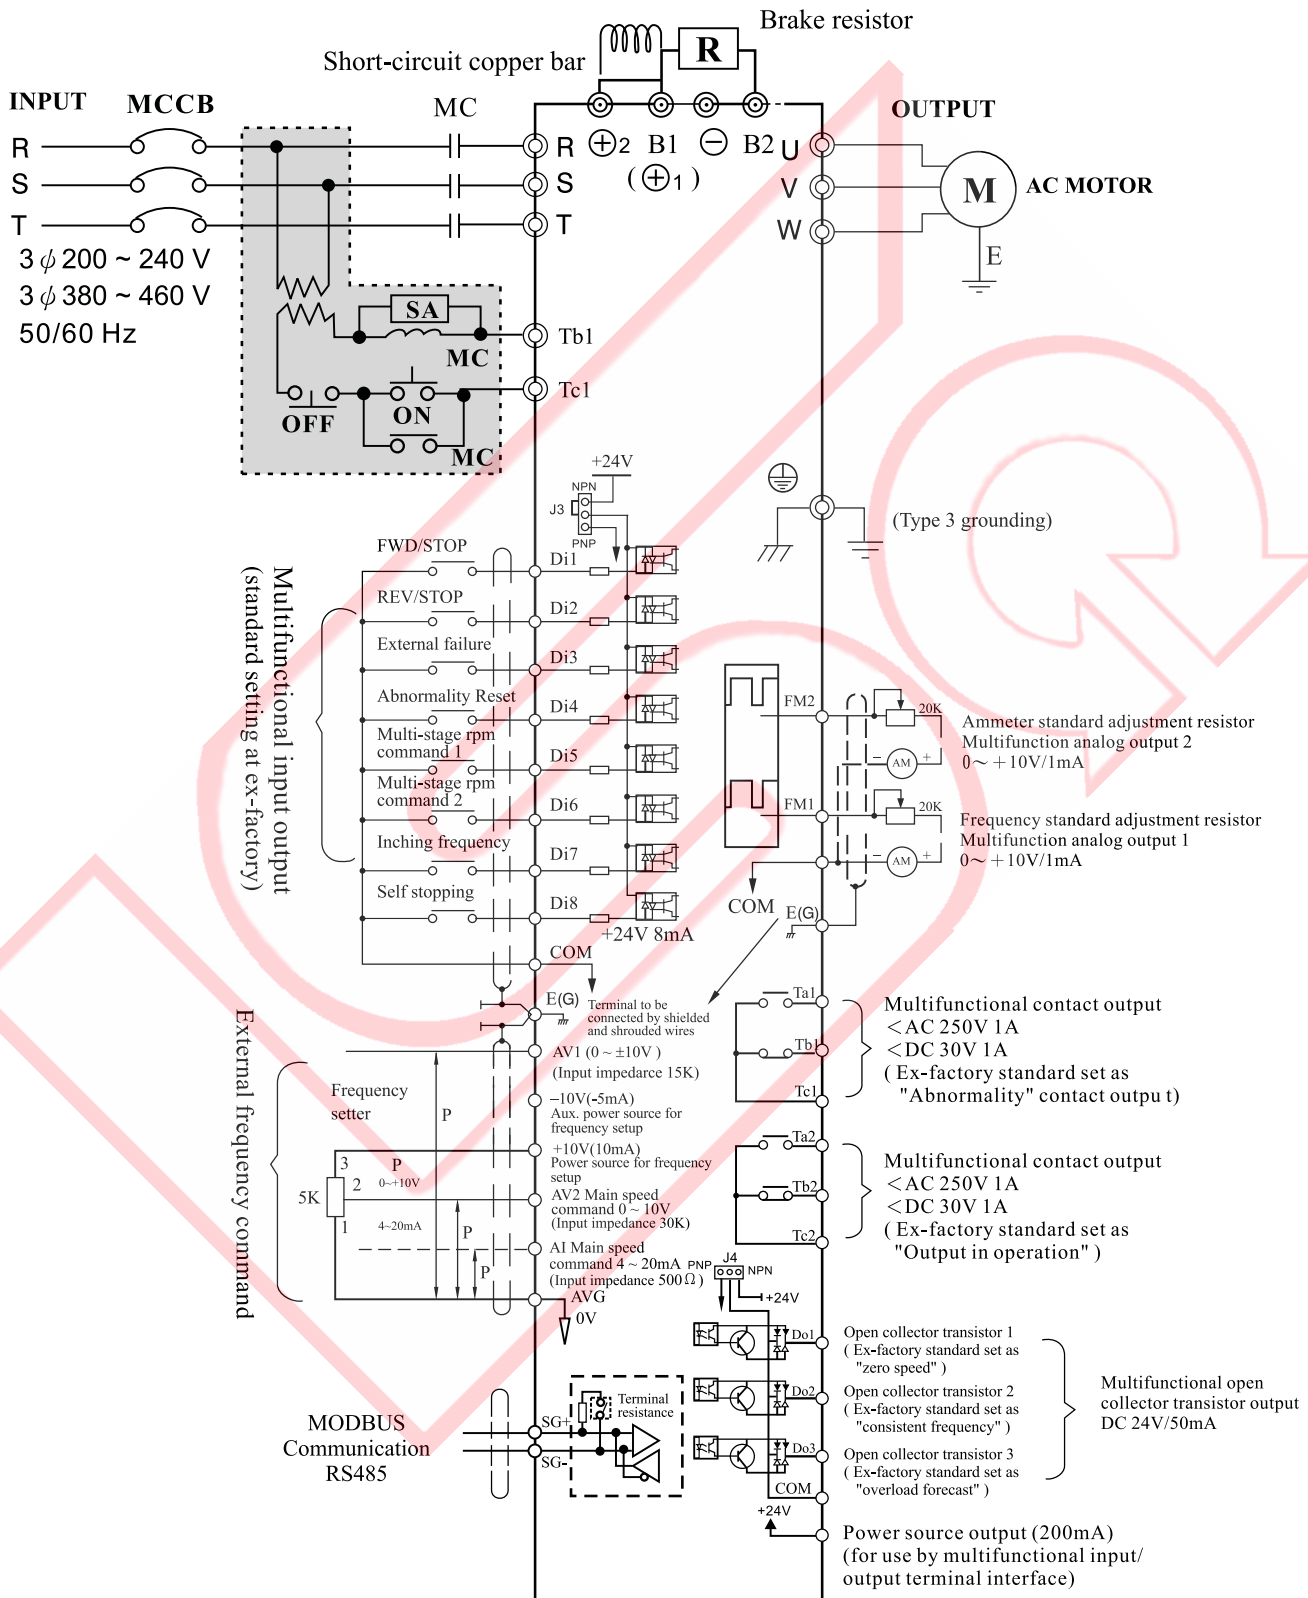 Brake resistor
Short-circuit copper bar
R
INPUT
MCCB
MC
OUTPUT
R
S
T
R
S
T
⊕2 B1 ⊖ B2
(⊕1)
U
V
W
M
AC MOTOR
E
3 ϕ 200 ~ 240 V
3 ϕ 380 ~ 460 V
50/60 Hz
SA
MC
Tb1
Tc1
OFF
ON
MC
+24V
NPN
J3
PNP
(Type 3 grounding)
Multifunctional input output
(standard setting at ex-factory)
FWD/STOP
Di1
REV/STOP
Di2
External failure
Di3
Abnormality Reset
Di4
Multi-stage rpm
command 1
Di5
Multi-stage rpm
command 2
Di6
Inching frequency
Di7
Self stopping
Di8
+24V 8mA
COM
E(G)
Terminal to be
connected by shielded
and shrouded wires
FM2
20K
AM
− +
Ammeter standard adjustment resistor
Multifunction analog output 2
0～＋10V/1mA
FM1
20K
AM
− +
Frequency standard adjustment resistor
Multifunction analog output 1
0～＋10V/1mA
COM
E(G)
External frequency command
Frequency
setter
P
AV1 (0 ~ ±10V )
(Input impedance 15K)
−10V(-5mA)
Aux. power source for
frequency setup
+10V(10mA)
Power source for frequency
setup
3
2
1
5K
P
0~+10V
4~20mA
P
P
AV2 Main speed
command 0 ~ 10V
(Input impedance 30K)
AI Main speed
command 4 ~ 20mA
(Input impedance 500Ω)
AVG
0V
Ta1
Tb1
Tc1
Multifunctional contact output
<AC 250V 1A
<DC 30V 1A
( Ex-factory standard set as
"Abnormality" contact outpu t)
Ta2
Tb2
Tc2
Multifunctional contact output
<AC 250V 1A
<DC 30V 1A
( Ex-factory standard set as
"Output in operation" )
J4
PNP
NPN
+24V
Do1
Open collector transistor 1
( Ex-factory standard set as
"zero speed" )
Do2
Open collector transistor 2
( Ex-factory standard set as
"consistent frequency" )
Do3
Open collector transistor 3
( Ex-factory standard set as
"overload forecast" )
Multifunctional open
collector transistor output
DC 24V/50mA
COM
+24V
Power source output (200mA)
(for use by multifunctional input/
output terminal interface)
MODBUS
Communication
RS485
SG+
SG-
Terminal
resistance